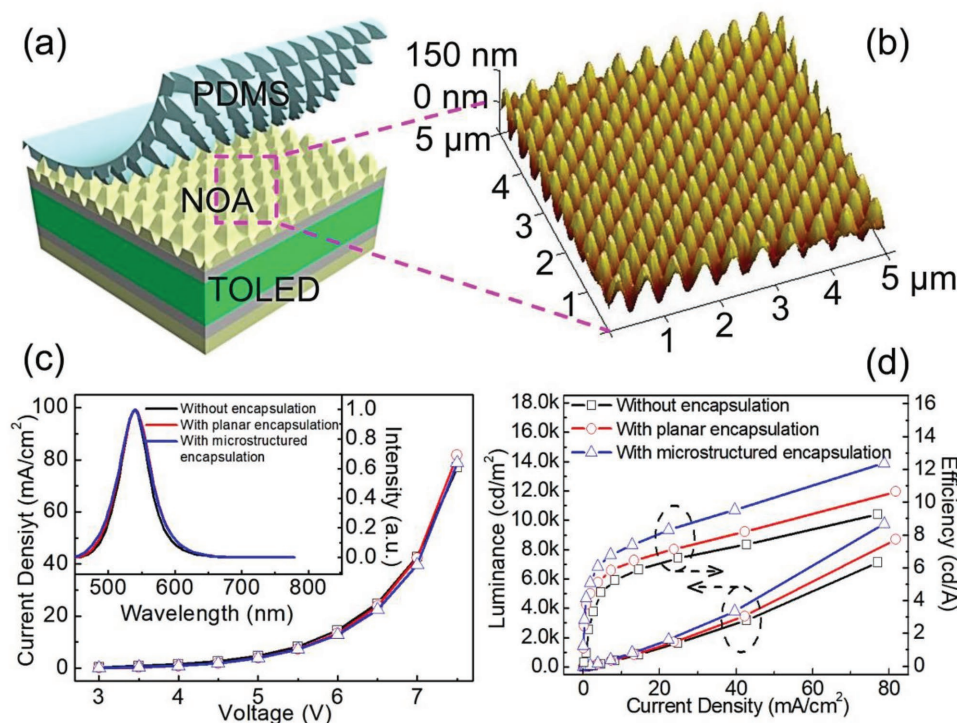 (a)
PDMS
NOA
TOLED
(b)
150 nm
0 nm
5 μm
4
3
2
1
1
2
3
4
5 μm
(c)
100
80
60
40
20
0
Current Densiyt (mA/cm²)
Without encapsulation
With planar encapsulation
With microstructured
encapsulation
1.0
0.8
0.6
0.4
0.2
0.0
Intensity (a.u.)
500 600 700 800
Wavelength (nm)
3 4 5 6 7
Voltage (V)
(d)
18.0k
16.0k
14.0k
12.0k
10.0k
8.0k
6.0k
4.0k
2.0k
0.0
Luminance (cd/m²)
Without encapsulation
With planar encapsulation
With microstructured encapsulation
16
14
12
10
8
6
4
2
0
Efficiency (cd/A)
0 20 40 60 80
Current Density (mA/cm²)